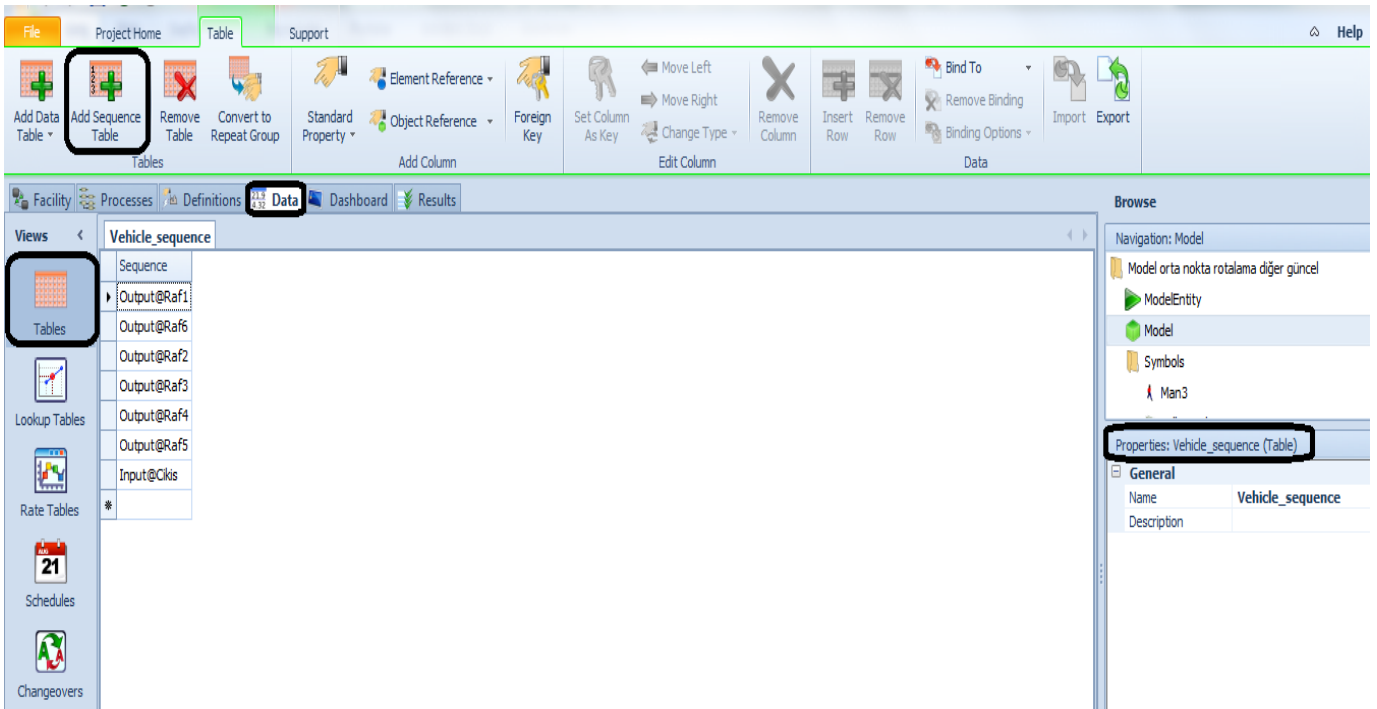 File Project Home Table Support Help
Add Data Table
Add Sequence Table
Remove Table
Convert to Repeat Group
Tables
Standard Property
Element Reference
Object Reference
Foreign Key
Add Column
Set Column As Key
Move Left
Move Right
Change Type
Remove Column
Edit Column
Insert Row
Remove Row
Bind To
Remove Binding
Binding Options
Import
Export
Data
Facility Processes Definitions Data Dashboard Results
Views
Tables
Lookup Tables
Rate Tables
AUG
21
Schedules
Changeovers
Vehicle_sequence
Sequence
Output@Raf1
Output@Raf6
Output@Raf2
Output@Raf3
Output@Raf4
Output@Raf5
Input@Cikis
Browse
Navigation: Model
Model orta nokta rotalama diğer güncel
ModelEntity
Model
Symbols
Man3
Properties: Vehicle_sequence (Table)
General
Name Vehicle_sequence
Description